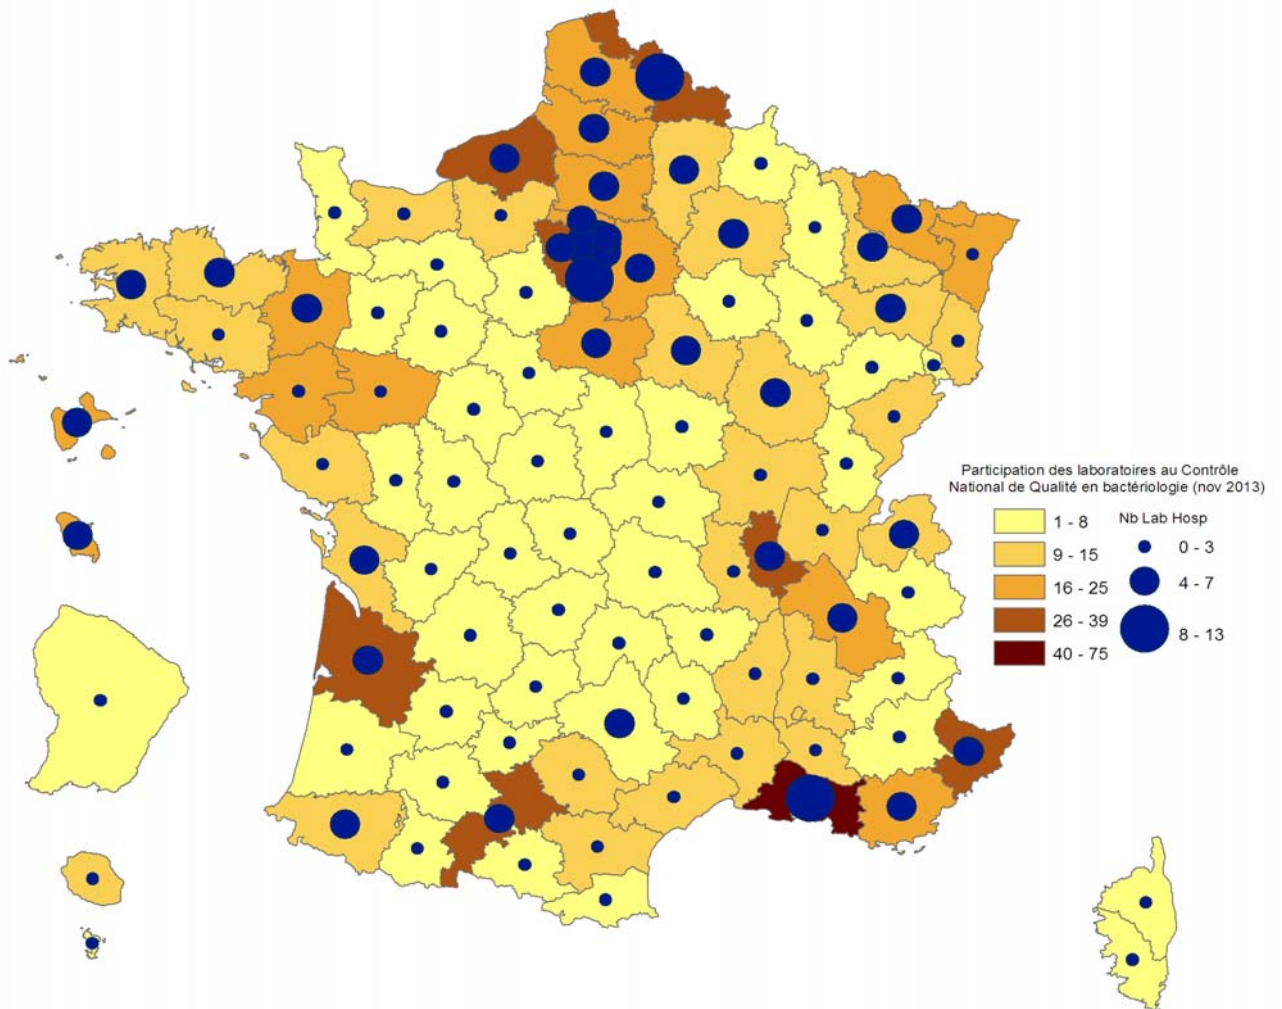 Participation des laboratoires au Contrôle
National de Qualité en bactériologie (nov 2013)
1 - 8
9 - 15
16 - 25
26 - 39
40 - 75
Nb Lab Hosp
0 - 3
4 - 7
8 - 13